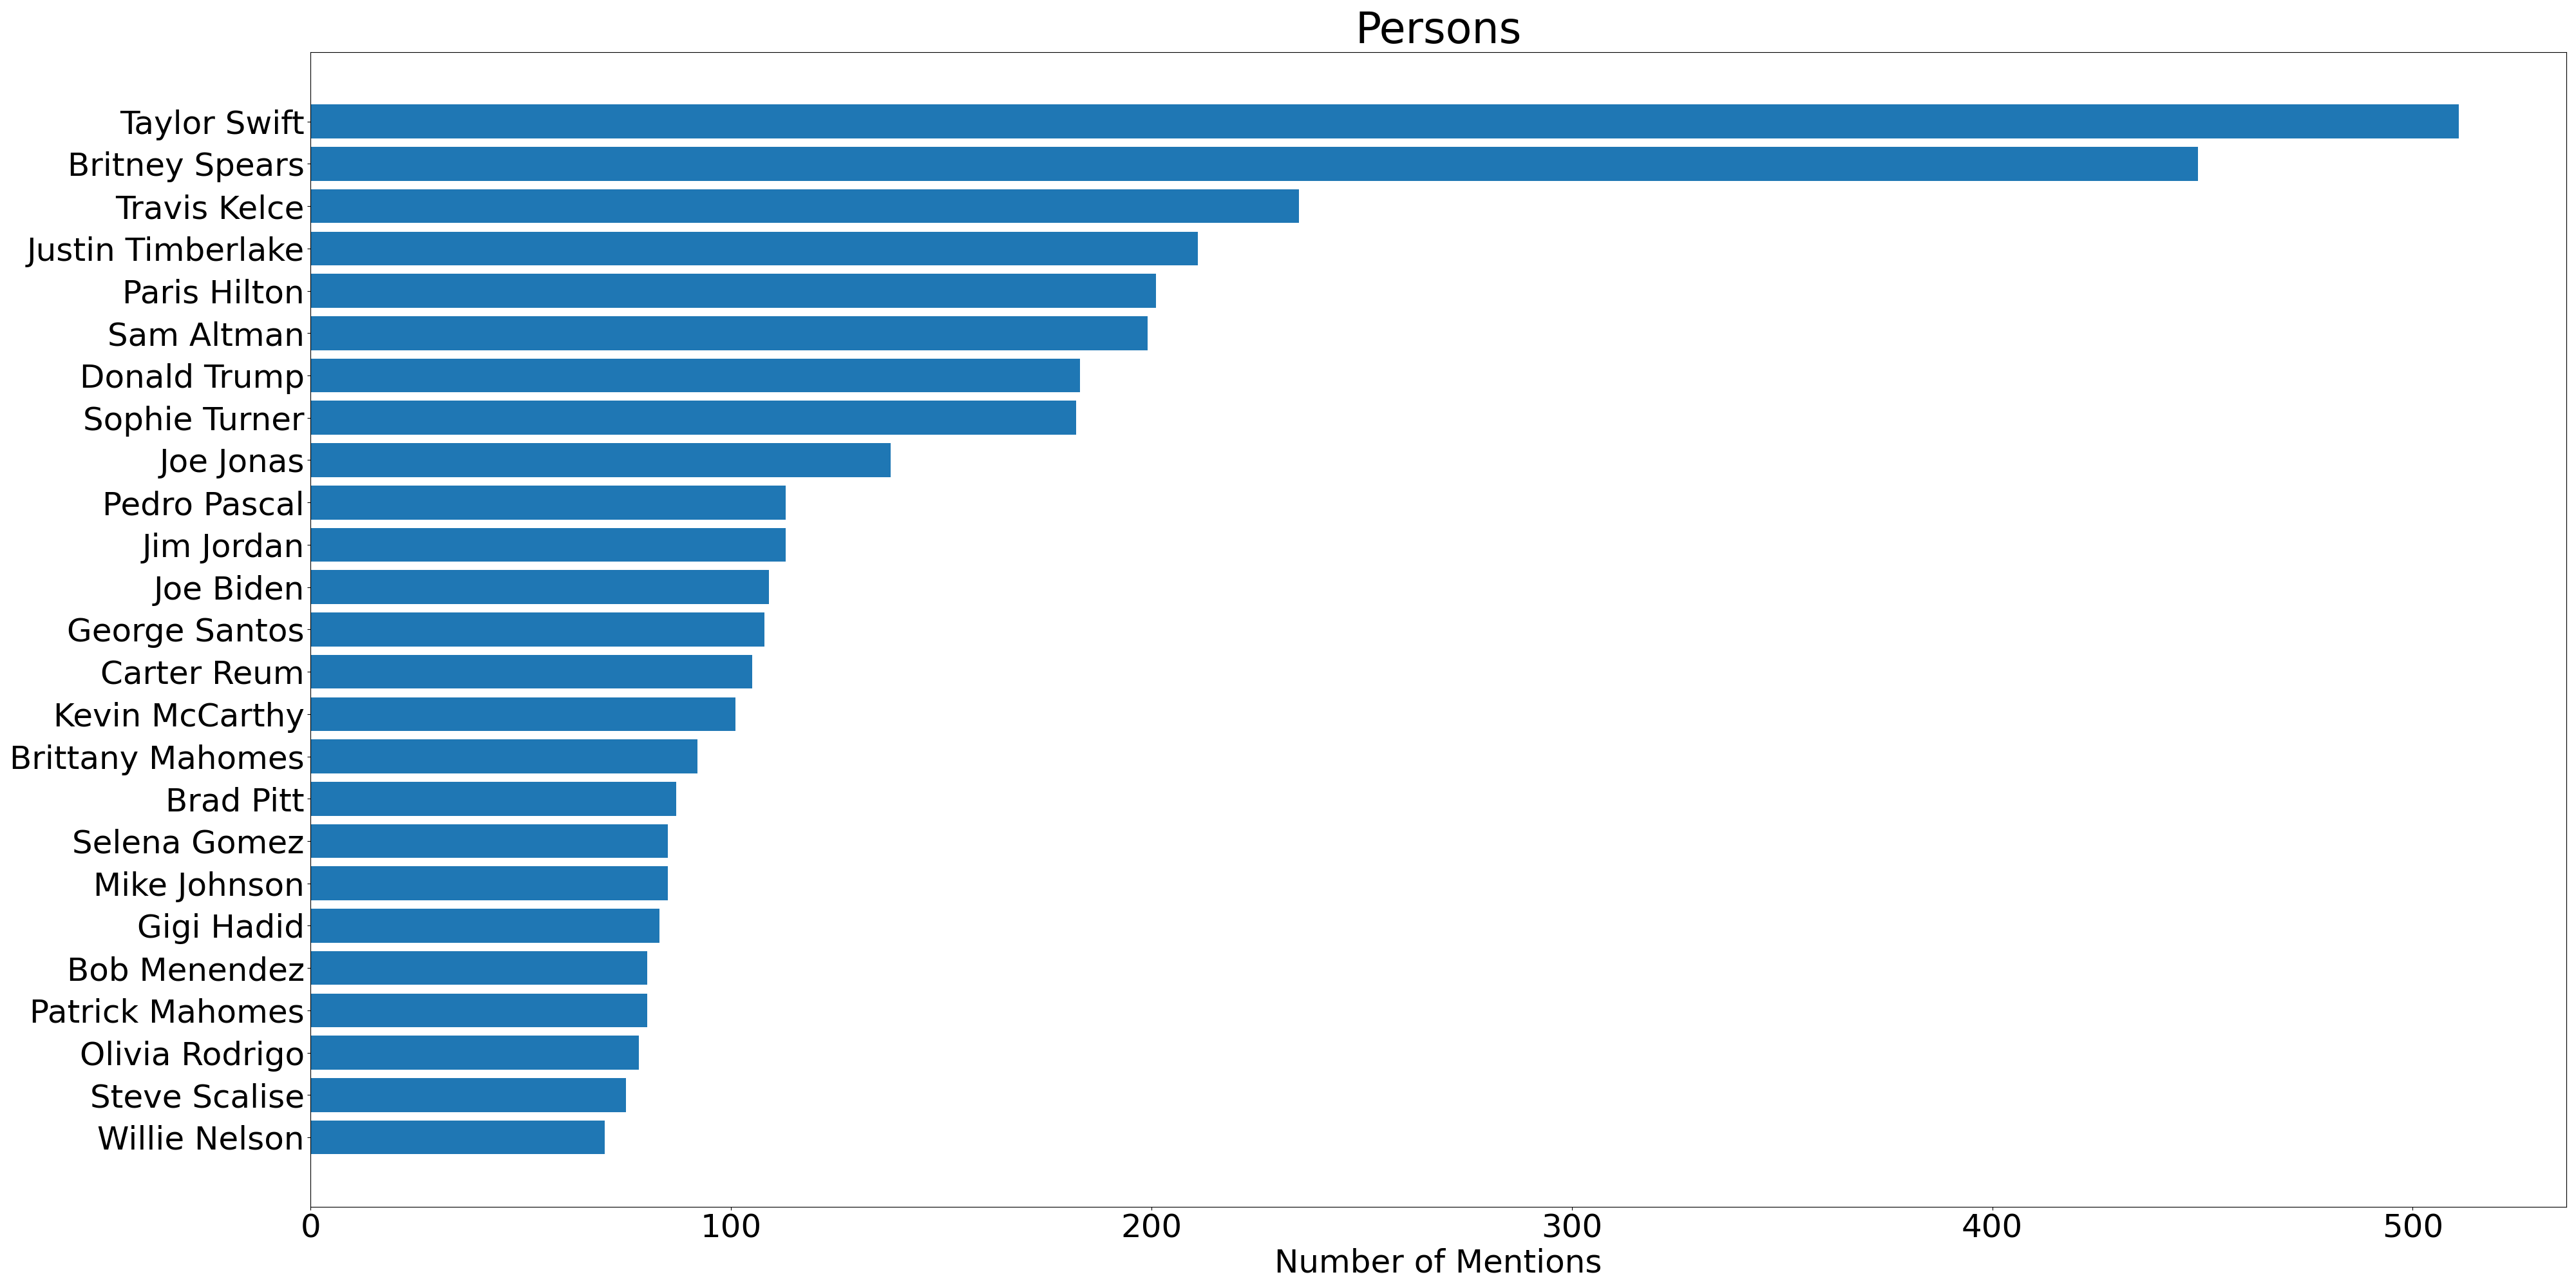 Persons
Taylor Swift
Britney Spears
Travis Kelce
Justin Timberlake
Paris Hilton
Sam Altman
Donald Trump
Sophie Turner
Joe Jonas
Pedro Pascal
Jim Jordan
Joe Biden
George Santos
Carter Reum
Kevin McCarthy
Brittany Mahomes
Brad Pitt
Selena Gomez
Mike Johnson
Gigi Hadid
Bob Menendez
Patrick Mahomes
Olivia Rodrigo
Steve Scalise
Willie Nelson
0 100 200 300 400 500
Number of Mentions